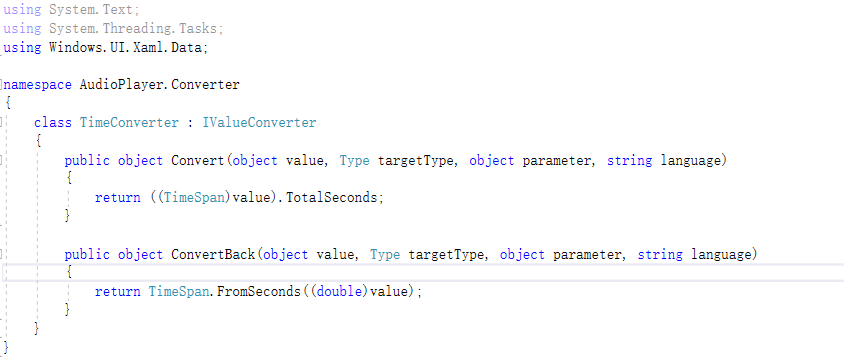 using System.Text;
using System.Threading.Tasks;
using Windows.UI.Xaml.Data;
namespace AudioPlayer.Converter
{
class TimeConverter : IValueConverter
{
public object Convert(object value, Type targetType, object parameter, string language)
{
return ((TimeSpan)value).TotalSeconds;
}
public object ConvertBack(object value, Type targetType, object parameter, string language)
{
return TimeSpan.FromSeconds((double)value);
}
}
}